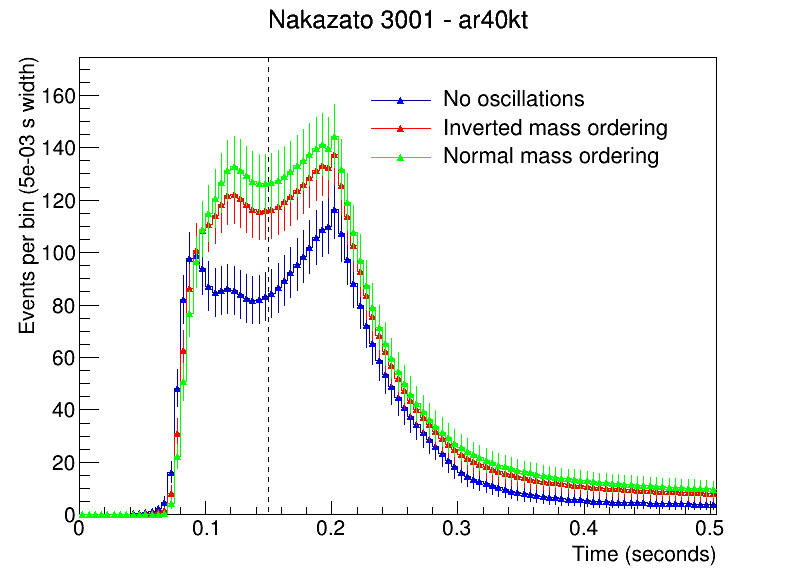 Nakazato 3001 - ar40kt
Events per bin (5e-03 s width)
160
140
120
100
80
60
40
20
0
No oscillations
Inverted mass ordering
Normal mass ordering
0 0.1 0.2 0.3 0.4 0.5
Time (seconds)